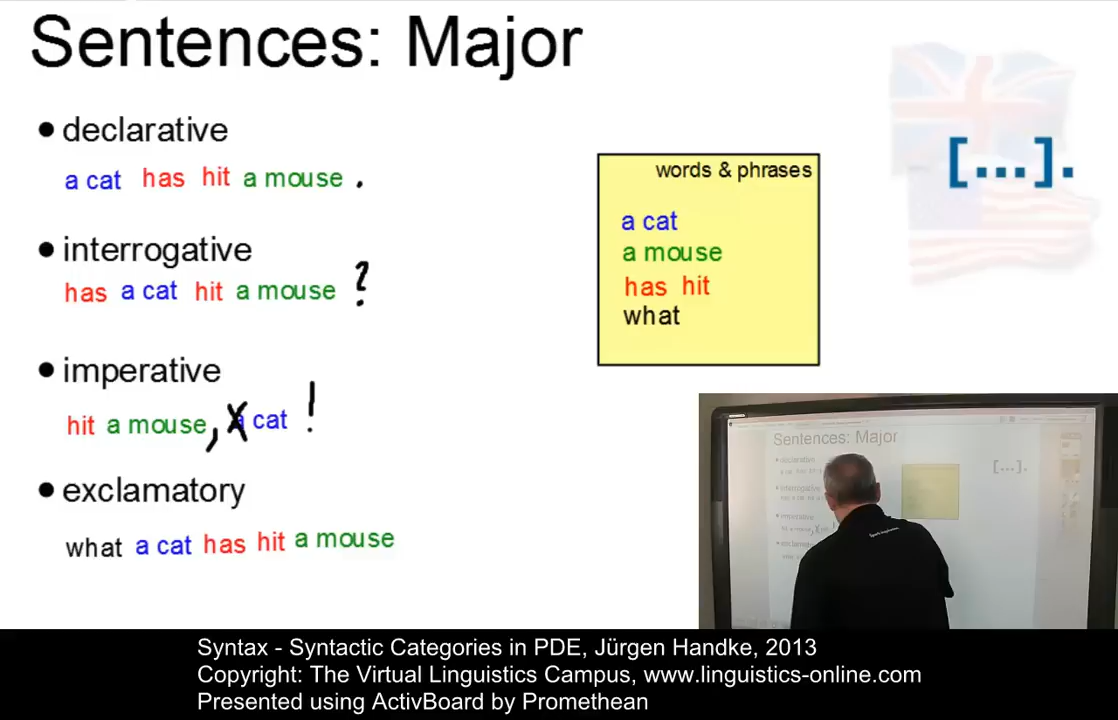 Sentences: Major
• declarative
a cat has hit a mouse .
• interrogative
has a cat hit a mouse ?
• imperative
hit a mouse, X cat !
• exclamatory
what a cat has hit a mouse
words & phrases
a cat
a mouse
has hit
what
[...].
Sentences: Major
[...].
Syntax - Syntactic Categories in PDE, Jürgen Handke, 2013
Copyright: The Virtual Linguistics Campus, www.linguistics-online.com
Presented using ActivBoard by Promethean